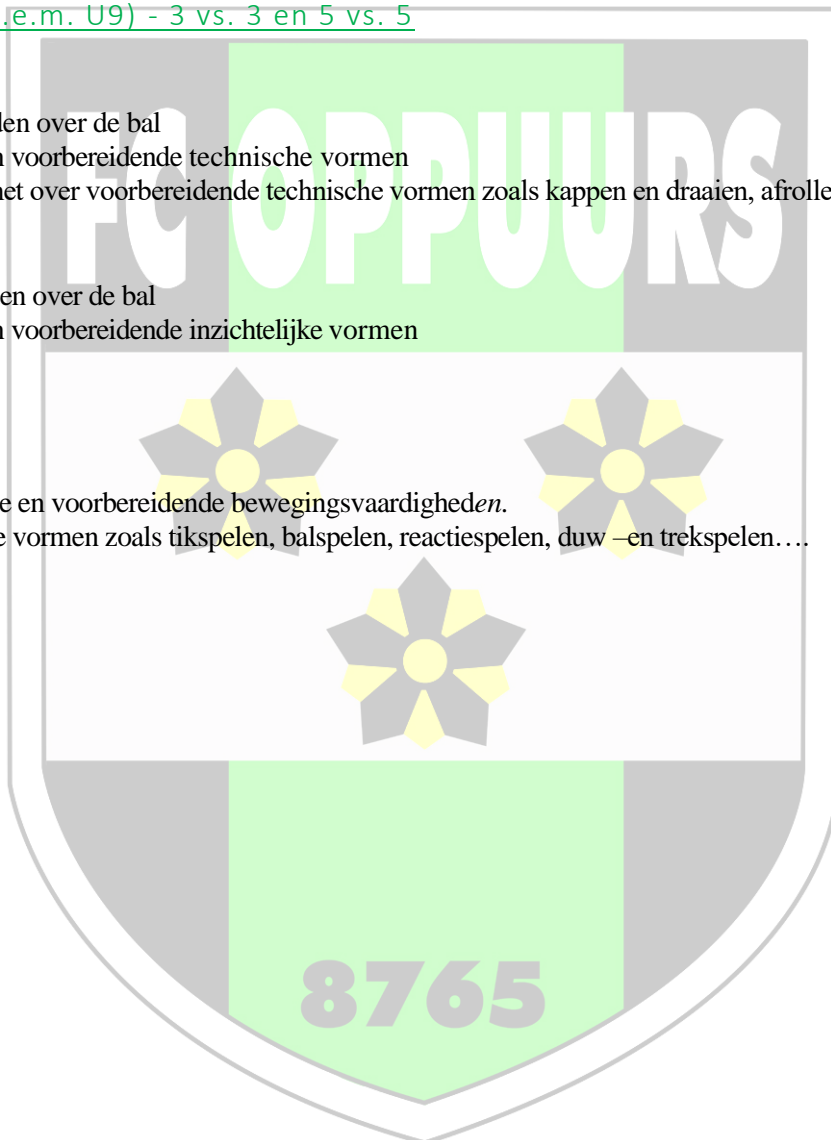 .e.m. U9) - 3 vs. 3 en 5 vs. 5
den over de bal
n voorbereidende technische vormen
net over voorbereidende technische vormen zoals kappen en draaien, afrolle
en over de bal
n voorbereidende inzichtelijke vormen
e en voorbereidende bewegingsvaardigheden.
e vormen zoals tikspelen, balspelen, reactiespelen, duw –en trekspelen….
FC OPPUURS
8765